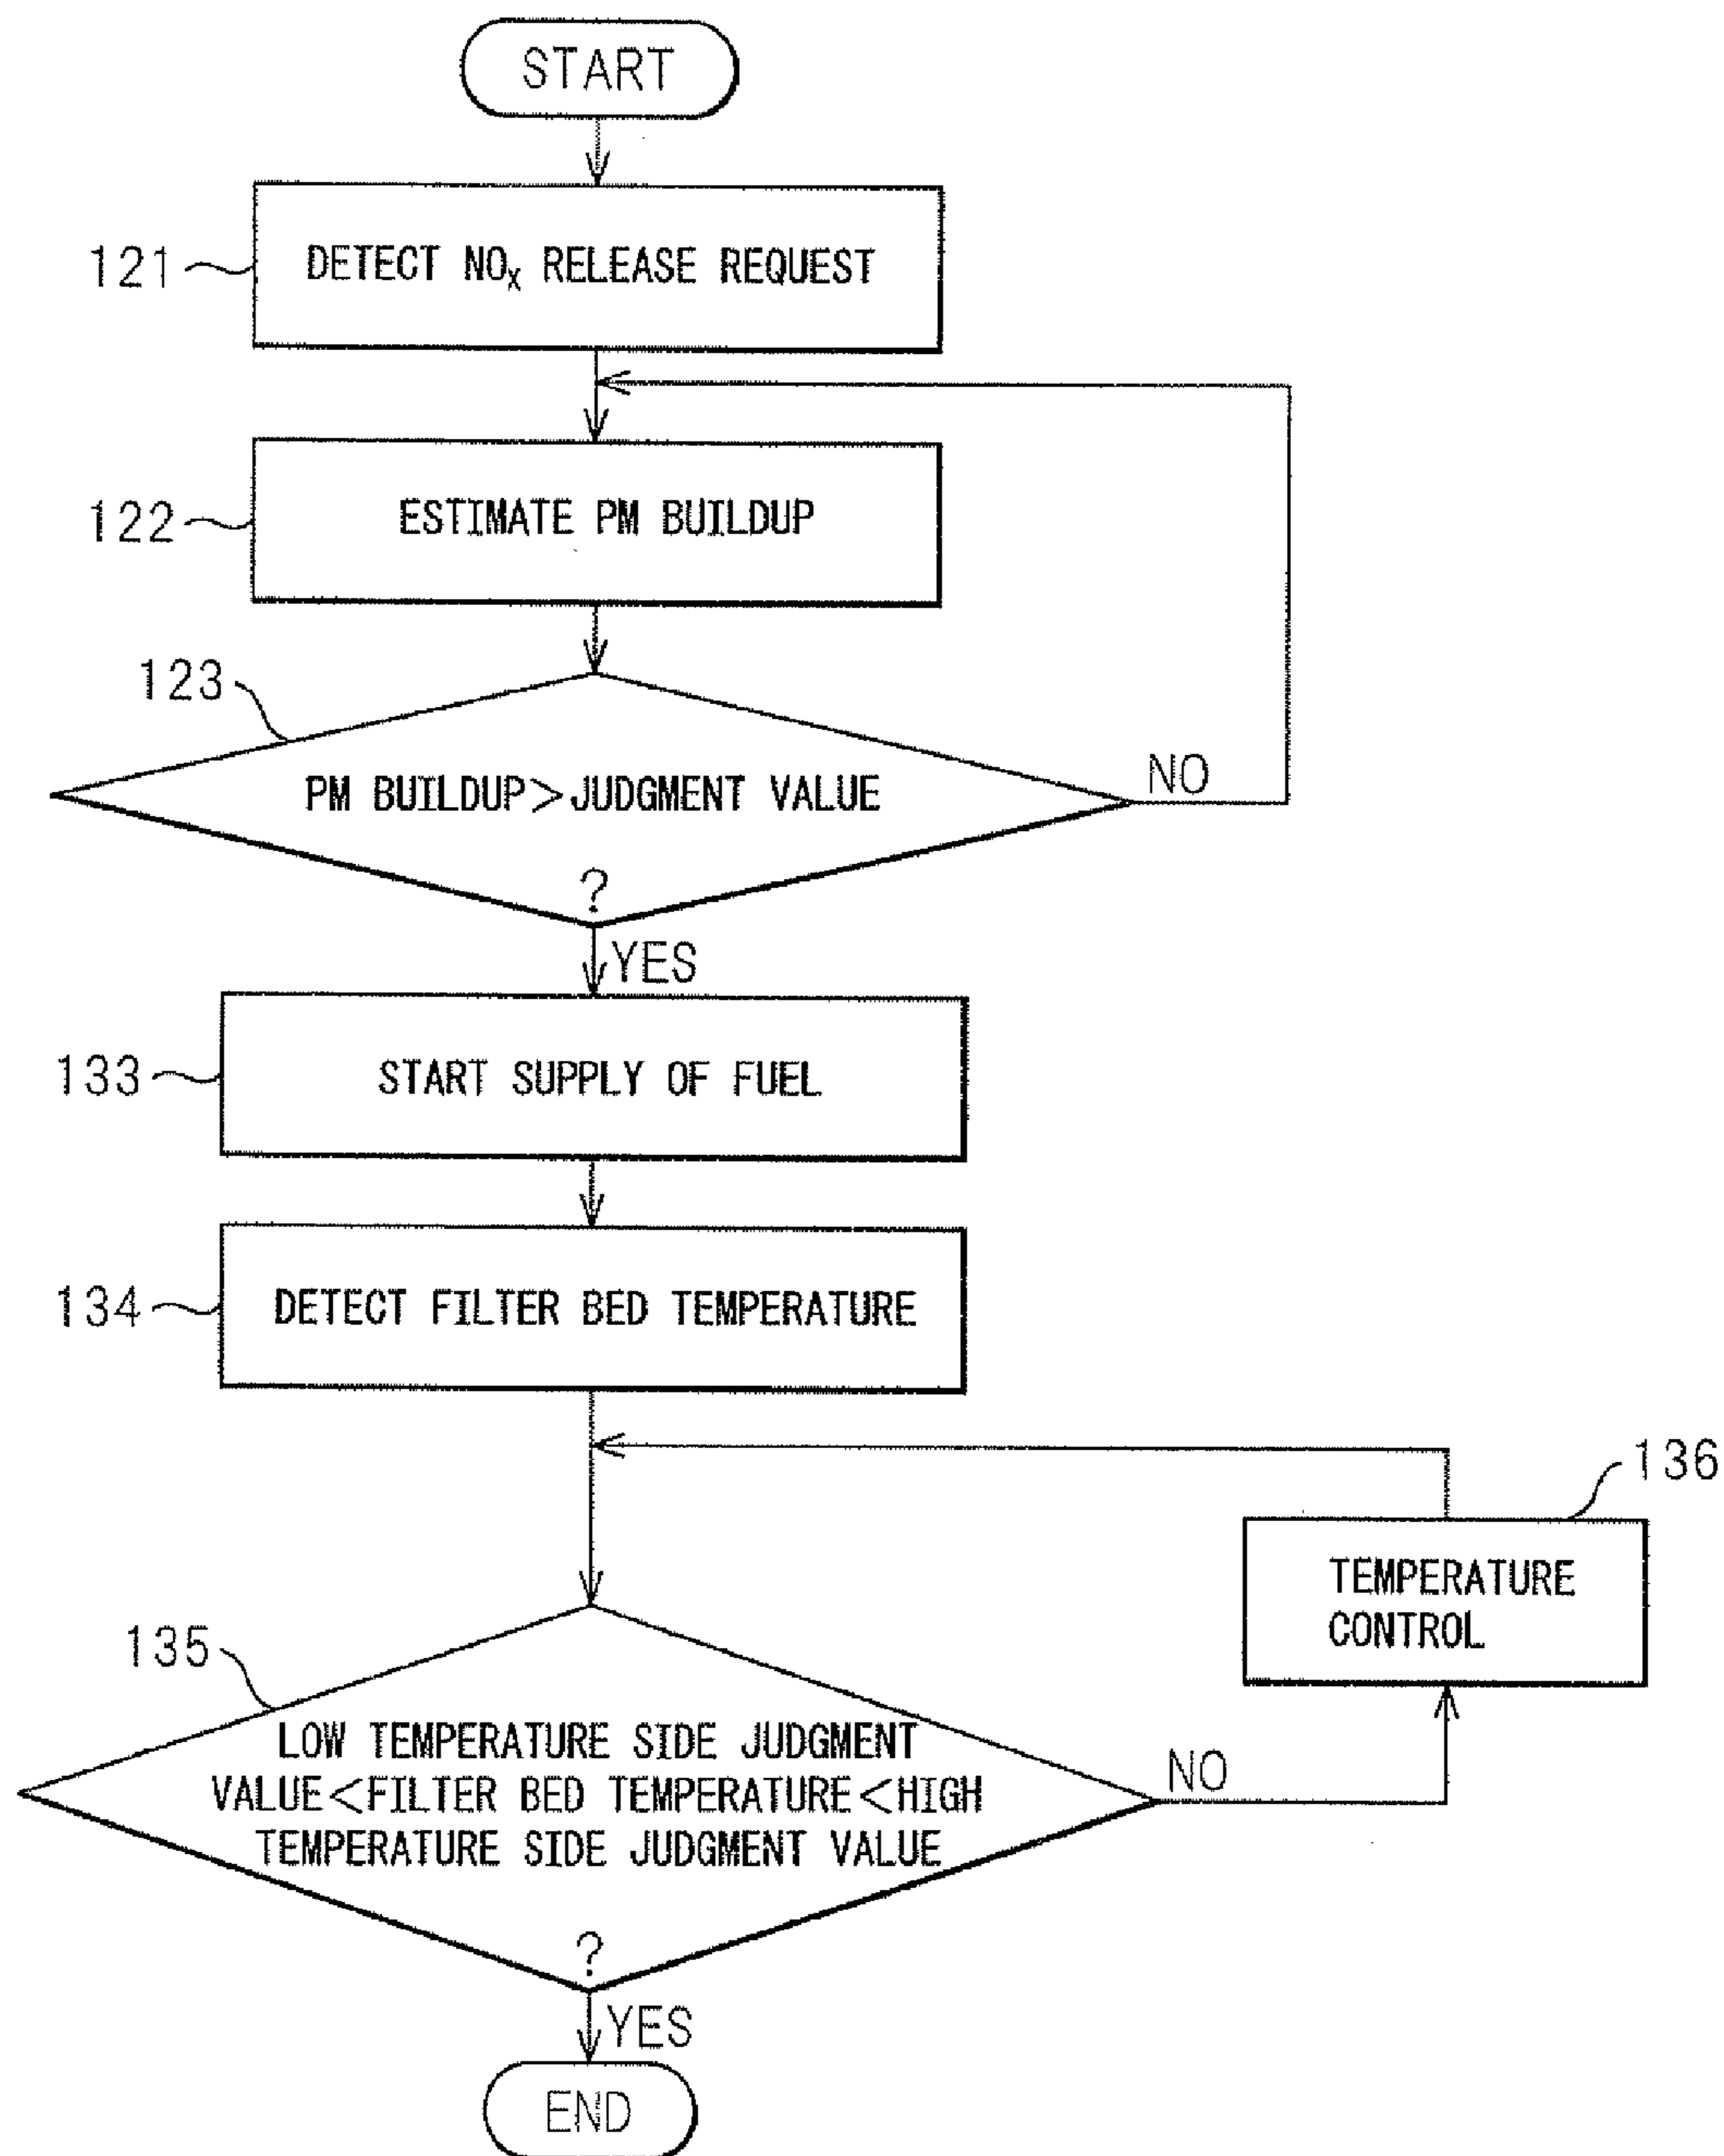 START
121
DETECT NOX RELEASE REQUEST
122
ESTIMATE PM BUILDUP
123
PM BUILDUP>JUDGMENT VALUE
?
NO
YES
133
START SUPPLY OF FUEL
134
DETECT FILTER BED TEMPERATURE
136
TEMPERATURE
CONTROL
135
LOW TEMPERATURE SIDE JUDGMENT
VALUE<FILTER BED TEMPERATURE<HIGH
TEMPERATURE SIDE JUDGMENT VALUE
?
NO
YES
END